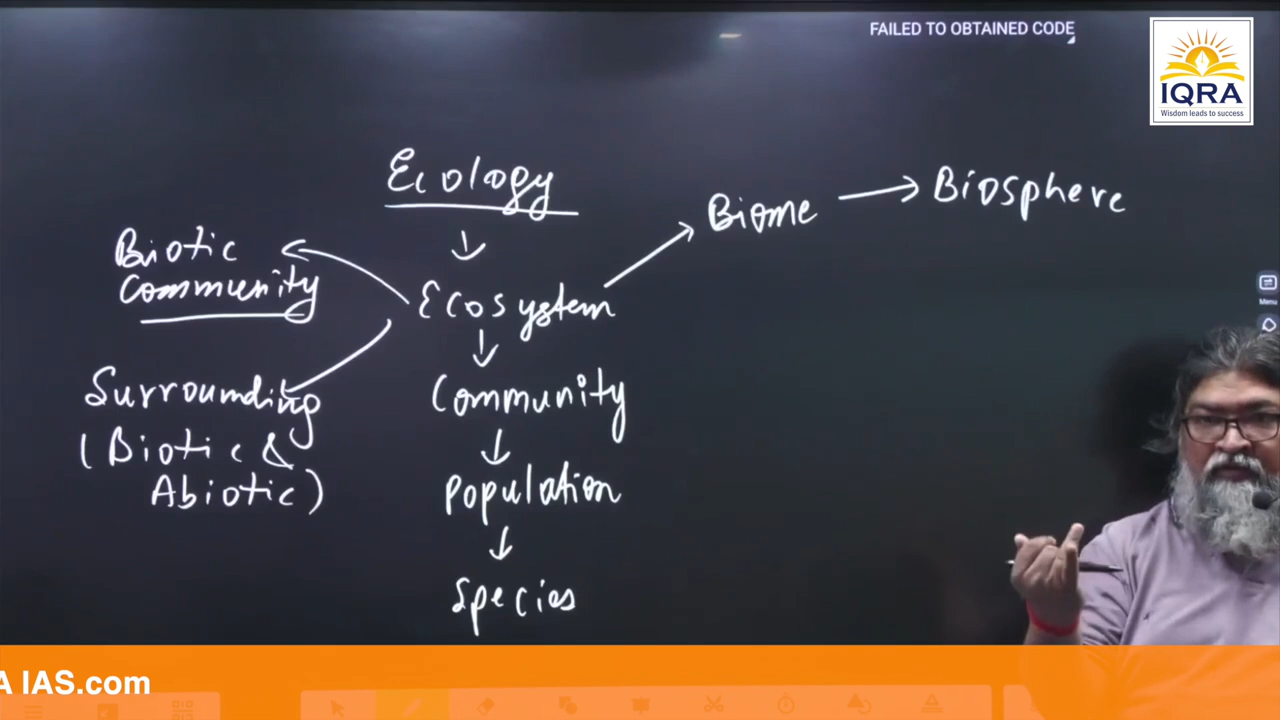 FAILED TO OBTAINED CODE
IQRA
Wisdom leads to success
Ecology
Biome
Biosphere
Biotic
Community
Ecosystem
Menu
Surrounding
(Biotic &
Abiotic)
Community
Population
Species
A IAS.com